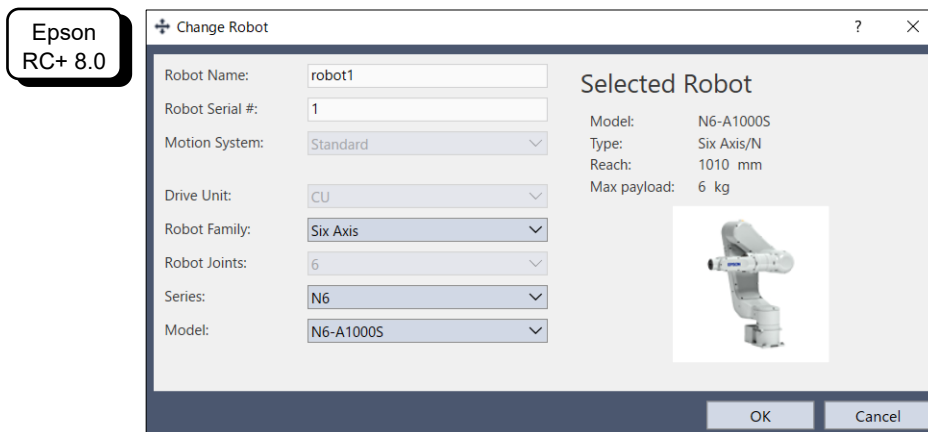 Epson
RC+ 8.0
Change Robot
?
Robot Name:
robot1
Robot Serial #:
1
Motion System:
Standard
Drive Unit:
CU
Robot Family:
Six Axis
Robot Joints:
6
Series:
N6
Model:
N6-A1000S
Selected Robot
Model: N6-A1000S
Type: Six Axis/N
Reach: 1010 mm
Max payload: 6 kg
EPSON
OK
Cancel